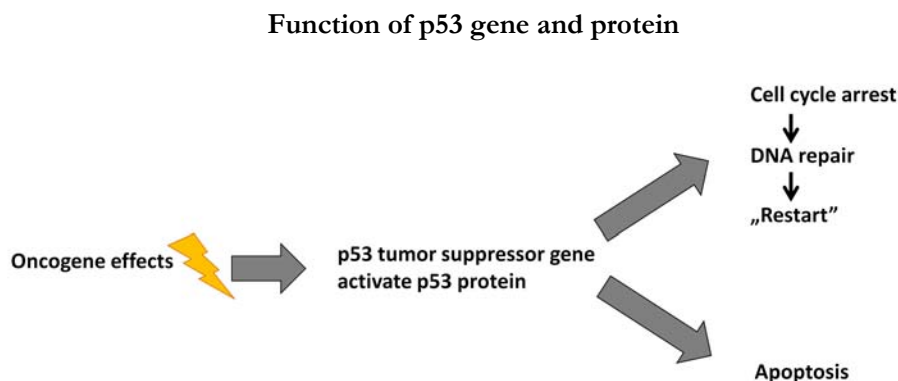 Function of p53 gene and protein
Cell cycle arrest
DNA repair
„Restart”
Oncogene effects
p53 tumor suppressor gene
activate p53 protein
Apoptosis